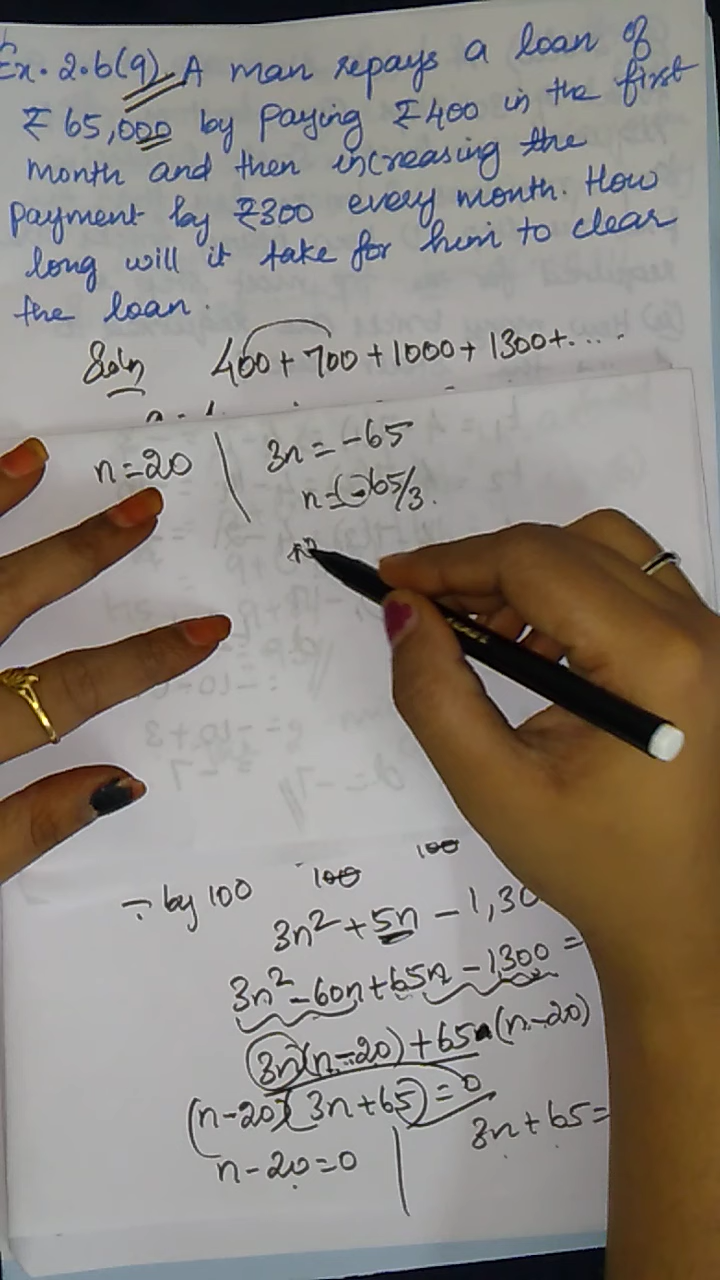 Ex. 2.6(9). A man repays a loan of
₹ 65,000 by paying ₹400 in the first
month and then increasing the
payment by ₹300 every month. How
long will it take for him to clear
the loan.
Soln 400 + 700 + 1000 + 1300 + ....
n = 20 | 3n = -65
n = -65/3.
÷ by 100 100 100
3n² + 5n - 1,30
3n² - 60n + 65n - 1300 =
3n(n-20) + 65(n-20)
(n-20)(3n+65) = 0
n-20=0 | 3n+65=